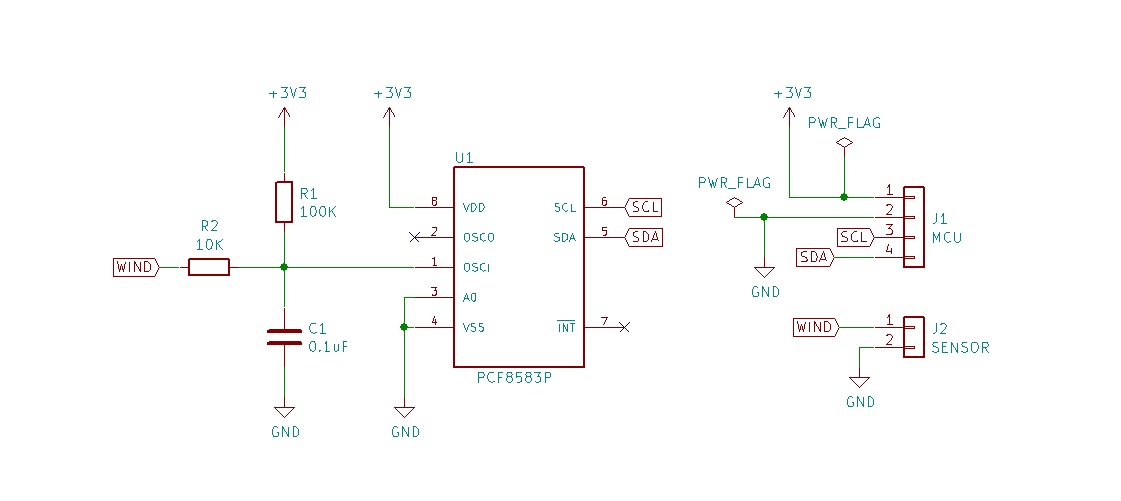 +3V3
+3V3
+3V3
PWR_FLAG
U1
PWR_FLAG
R1
100K
R2
10K
WIND
C1
0.1uF
GND
8
VDD
2
OSCO
1
OSCI
3
A0
4
VSS
SCL
6
SCL
SDA
5
SDA
INT
7
PCF8583P
GND
1
2
SCL
3
SDA
4
J1
MCU
GND
WIND
1
2
J2
SENSOR
GND